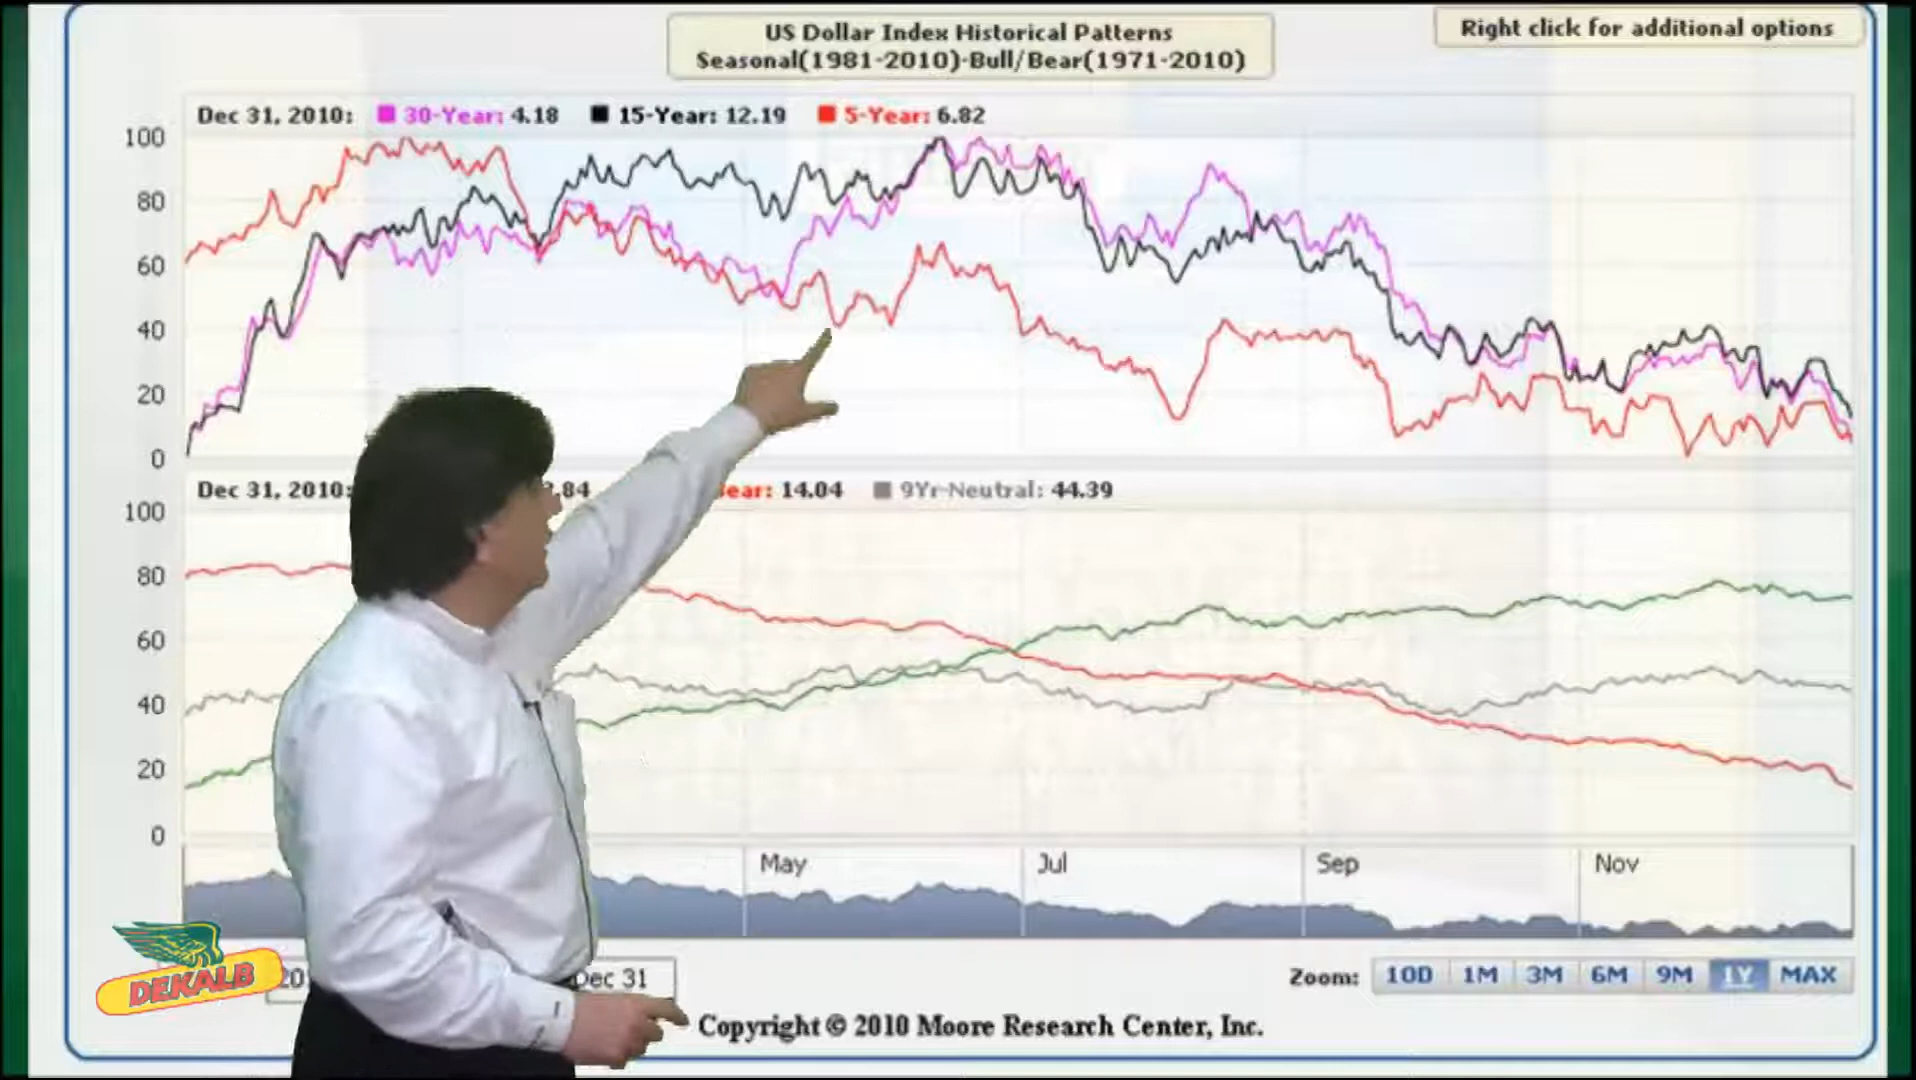 US Dollar Index Historical Patterns
Seasonal(1981-2010)-Bull/Bear(1971-2010)
Right click for additional options
Dec 31, 2010: 30-Year: 4.18 15-Year: 12.19 5-Year: 6.82
100
80
60
40
20
0
Dec 31, 2010: .84 ear: 14.04 9Yr-Neutral: 44.39
100
80
60
40
20
0
May Jul Sep Nov
DEKALB
20 Dec 31
Zoom: 10D 1M 3M 6M 9M 1Y MAX
Copyright © 2010 Moore Research Center, Inc.